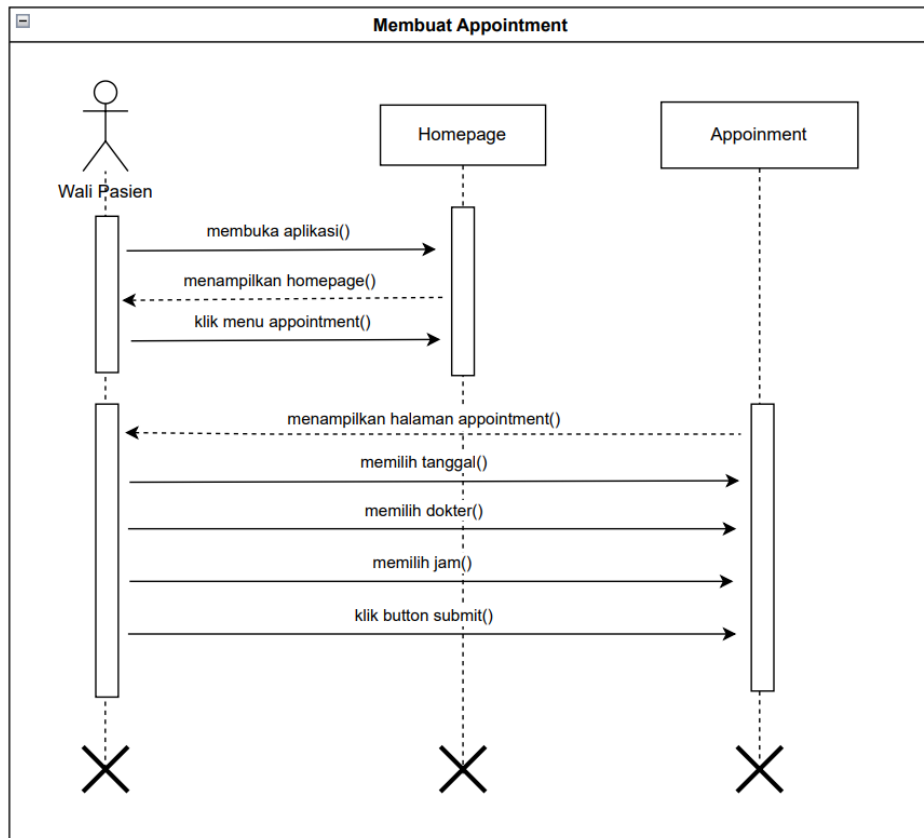 Membuat Appointment
Homepage
Appoinment
Wali Pasien
membuka aplikasi()
menampilkan homepage()
klik menu appointment()
menampilkan halaman appointment()
memilih tanggal()
memilih dokter()
memilih jam()
klik button submit()